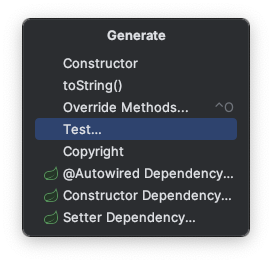 Generate
Constructor
toString()
Override Methods... ^O
Test...
Copyright
@Autowired Dependency...
Constructor Dependency...
Setter Dependency...